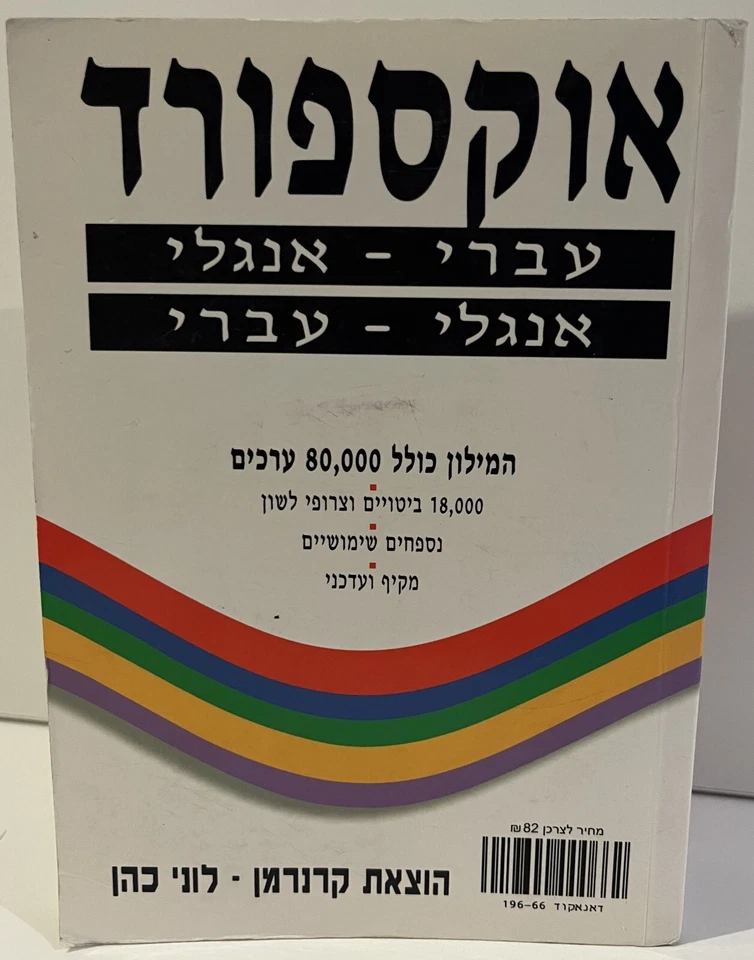 אוקספורד
עברי - אנגלי
אנגלי - עברי
המילון כולל 80,000 ערכים
18,000 ביטויים וצרופי לשון
נספחים שימושיים
מקיף ועדכני
מחיר לצרכן 82 ₪
דאנאקוד 196-66
הוצאת קרנרמן - לוני כהן